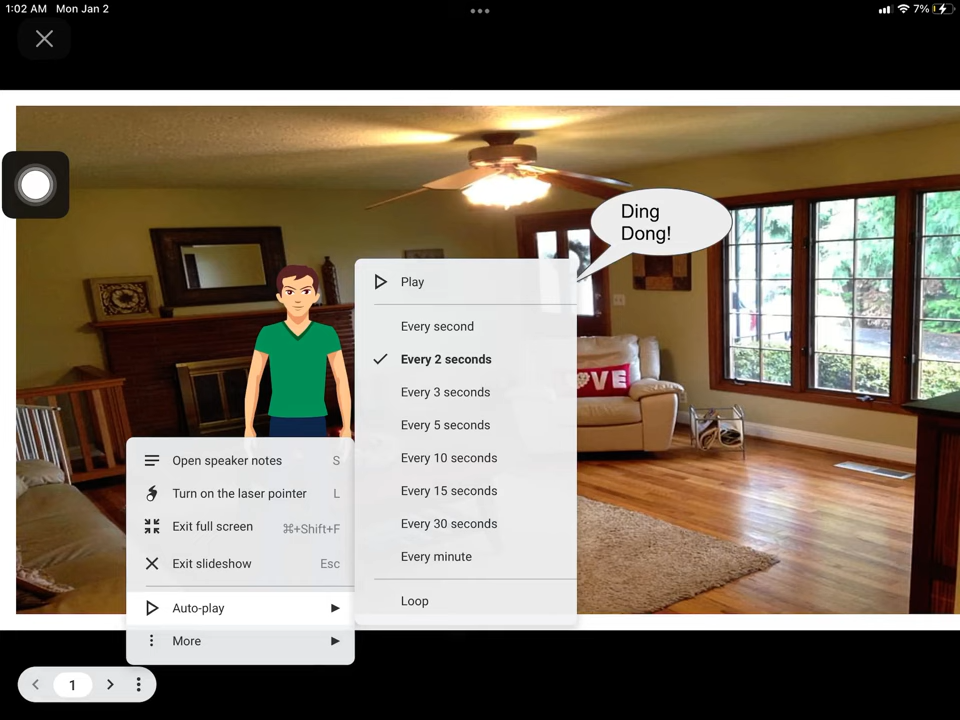 1:02 AM Mon Jan 2
7%
Ding
Dong!
Play
Every second
Every 2 seconds
Every 3 seconds
Every 5 seconds
Every 10 seconds
Every 15 seconds
Every 30 seconds
Every minute
Loop
Open speaker notes S
Turn on the laser pointer L
Exit full screen ⌘+Shift+F
Exit slideshow Esc
Auto-play
More
1